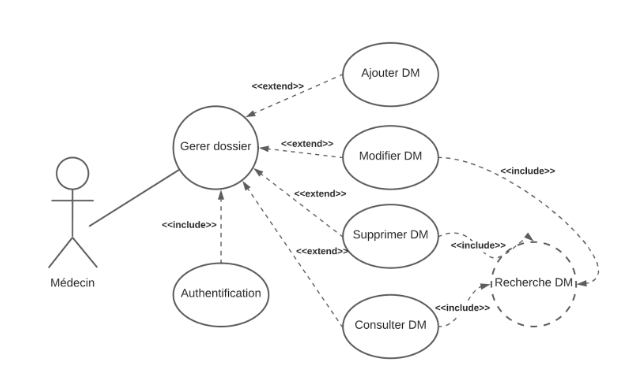 Ajouter DM
<<extend>>
Gerer dossier
<<extend>>
Modifier DM
<<include>>
<<extend>>
<<include>>
Supprimer DM
<<include>>
<<extend>>
Médecin
Authentification
Recherche DM
<<include>>
Consulter DM